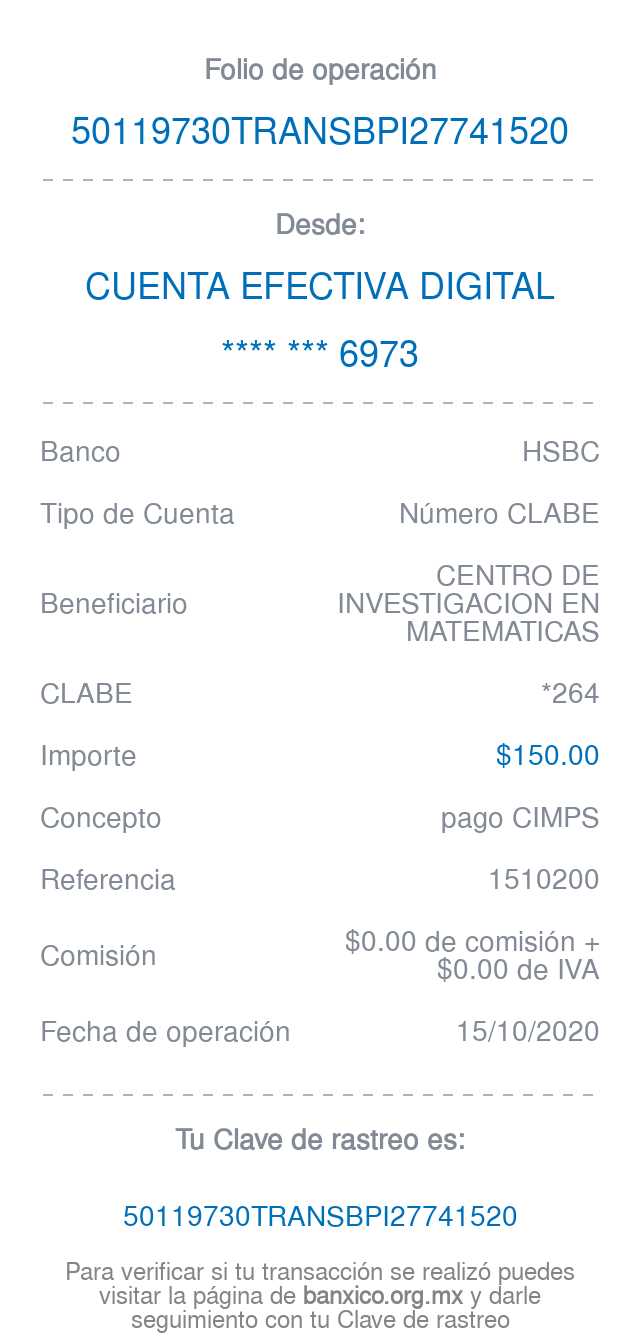 Folio de operación
50119730TRANSBPI27741520
Desde:
CUENTA EFECTIVA DIGITAL
**** *** 6973
Banco HSBC
Tipo de Cuenta Número CLABE
Beneficiario CENTRO DE
INVESTIGACION EN
MATEMATICAS
CLABE *264
Importe $150.00
Concepto pago CIMPS
Referencia 1510200
Comisión $0.00 de comisión +
$0.00 de IVA
Fecha de operación 15/10/2020
Tu Clave de rastreo es:
50119730TRANSBPI27741520
Para verificar si tu transacción se realizó puedes
visitar la página de banxico.org.mx y darle
seguimiento con tu Clave de rastreo